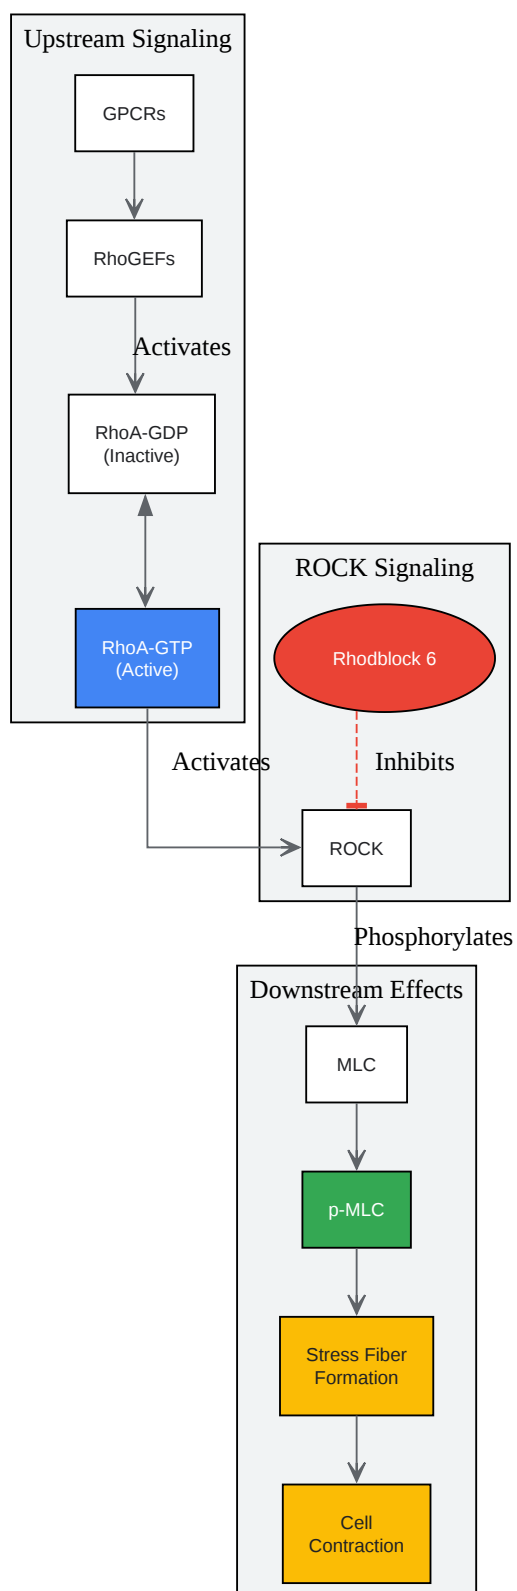 Upstream Signaling
GPCRs
RhoGEFs
Activates
RhoA-GDP
(Inactive)
RhoA-GTP
(Active)
Activates
ROCK Signaling
Rhodblock 6
Inhibits
ROCK
Phosphorylates
Downstream Effects
MLC
p-MLC
Stress Fiber
Formation
Cell
Contraction